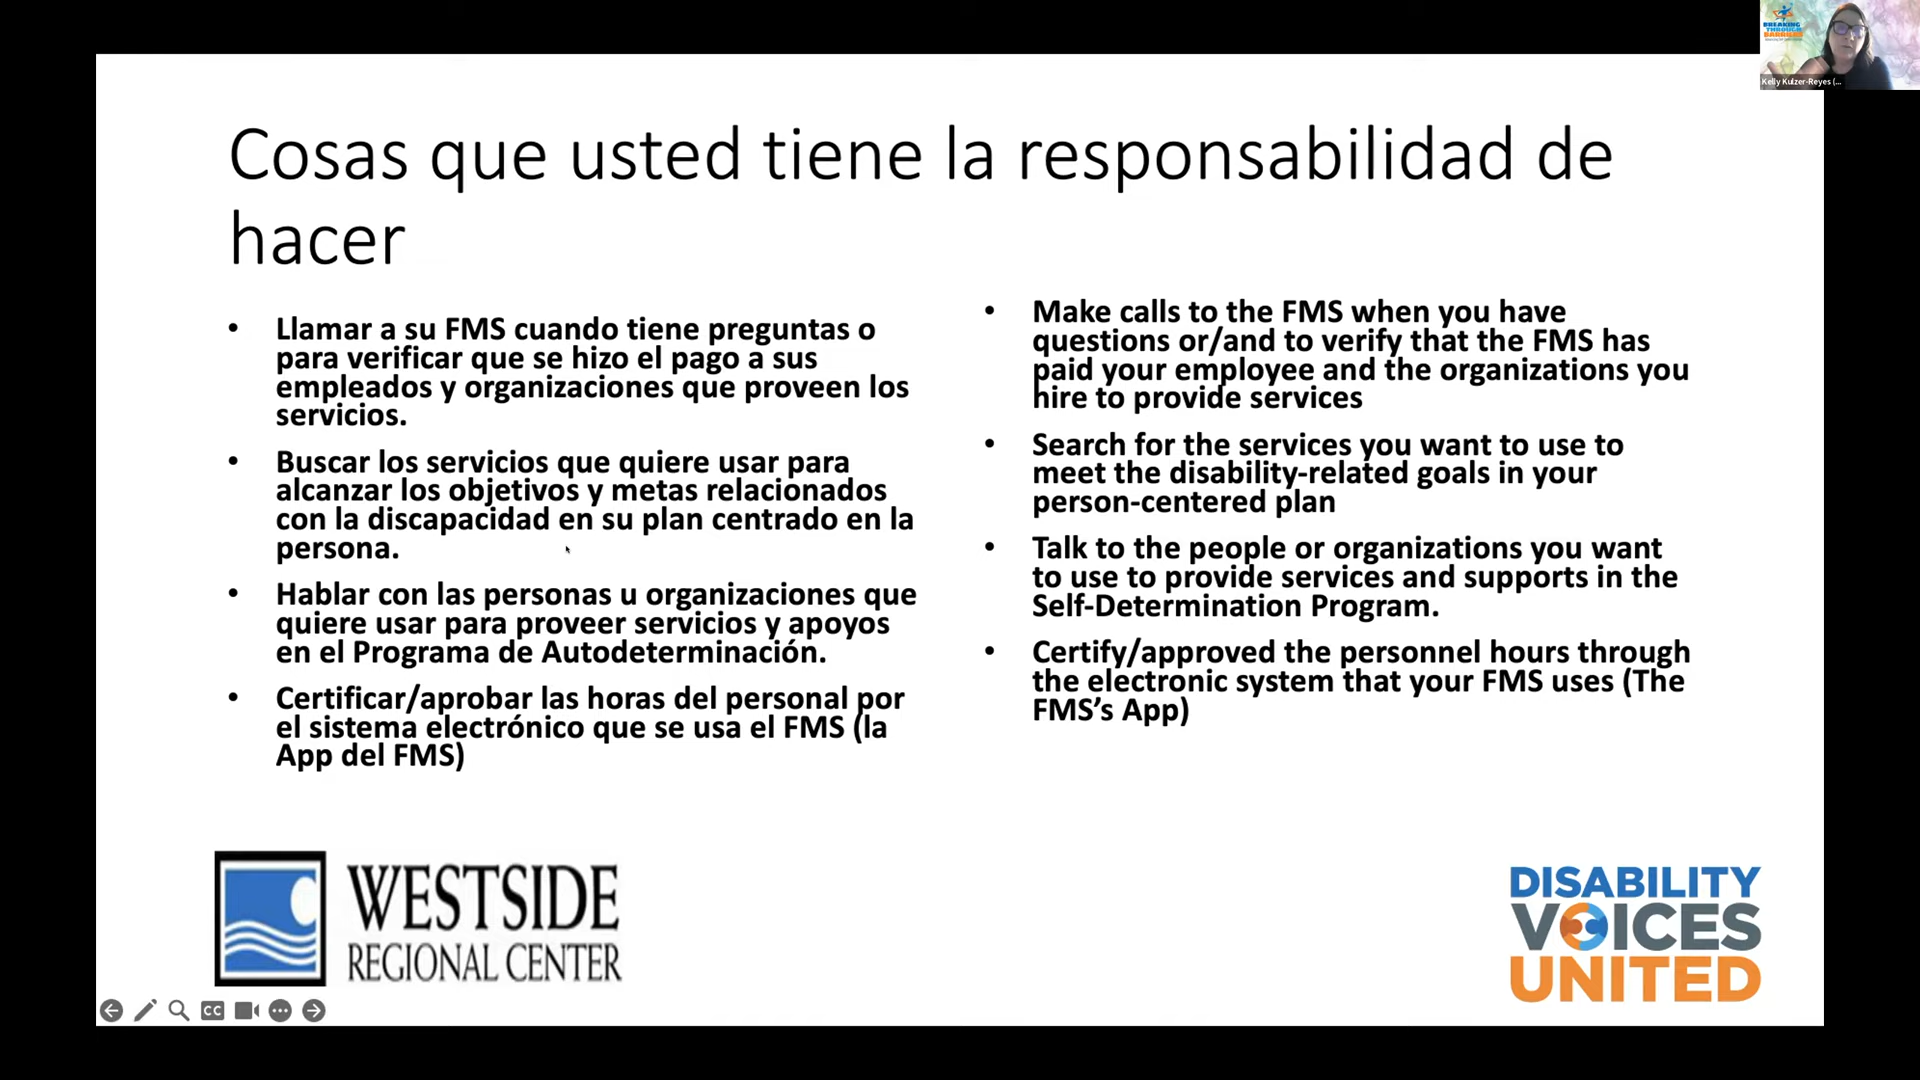 Cosas que usted tiene la responsabilidad de
hacer
• Llamar a su FMS cuando tiene preguntas o
para verificar que se hizo el pago a sus
empleados y organizaciones que proveen los
servicios.
• Buscar los servicios que quiere usar para
alcanzar los objetivos y metas relacionados
con la discapacidad en su plan centrado en la
persona.
• Hablar con las personas u organizaciones que
quiere usar para proveer servicios y apoyos
en el Programa de Autodeterminación.
• Certificar/aprobar las horas del personal por
el sistema electrónico que se usa el FMS (la
App del FMS)
• Make calls to the FMS when you have
questions or/and to verify that the FMS has
paid your employee and the organizations you
hire to provide services
• Search for the services you want to use to
meet the disability-related goals in your
person-centered plan
• Talk to the people or organizations you want
to use to provide services and supports in the
Self-Determination Program.
• Certify/approved the personnel hours through
the electronic system that your FMS uses (The
FMS’s App)
WESTSIDE
REGIONAL CENTER
DISABILITY
VOICES
UNITED
CC
BREAKING
THROUGH
BARRIERS
Kelly Kulzer-Reyes (...